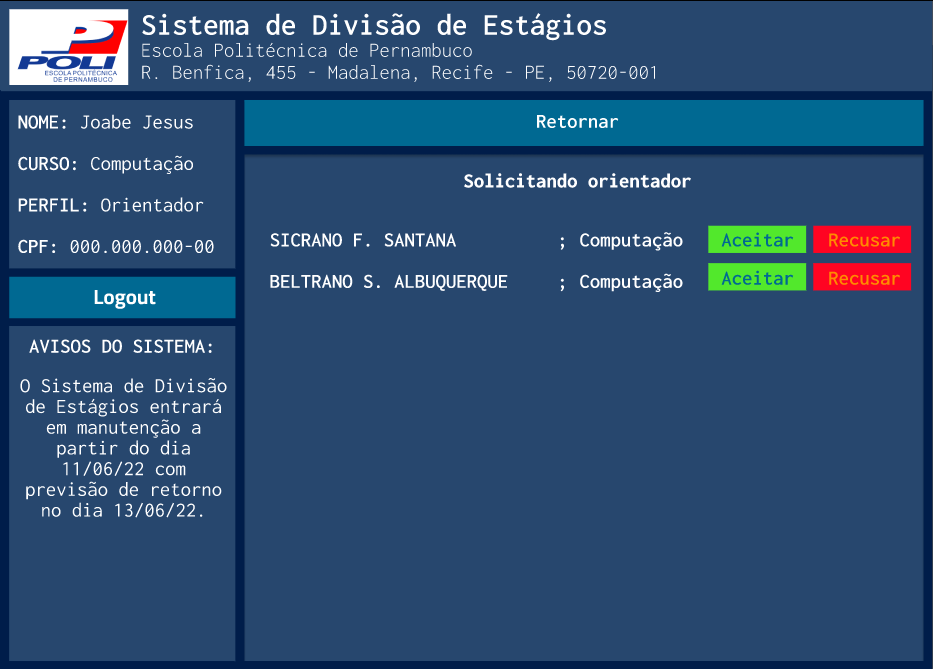 POLI
ESCOLA POLITÉCNICA
DE PERNAMBUCO
Sistema de Divisão de Estágios
Escola Politécnica de Pernambuco
R. Benfica, 455 - Madalena, Recife - PE, 50720-001
NOME: Joabe Jesus
CURSO: Computação
PERFIL: Orientador
CPF: 000.000.000-00
Logout
AVISOS DO SISTEMA:
O Sistema de Divisão
de Estágios entrará
em manutenção a
partir do dia
11/06/22 com
previsão de retorno
no dia 13/06/22.
Retornar
Solicitando orientador
SICRANO F. SANTANA ; Computação Aceitar Recusar
BELTRANO S. ALBUQUERQUE ; Computação Aceitar Recusar